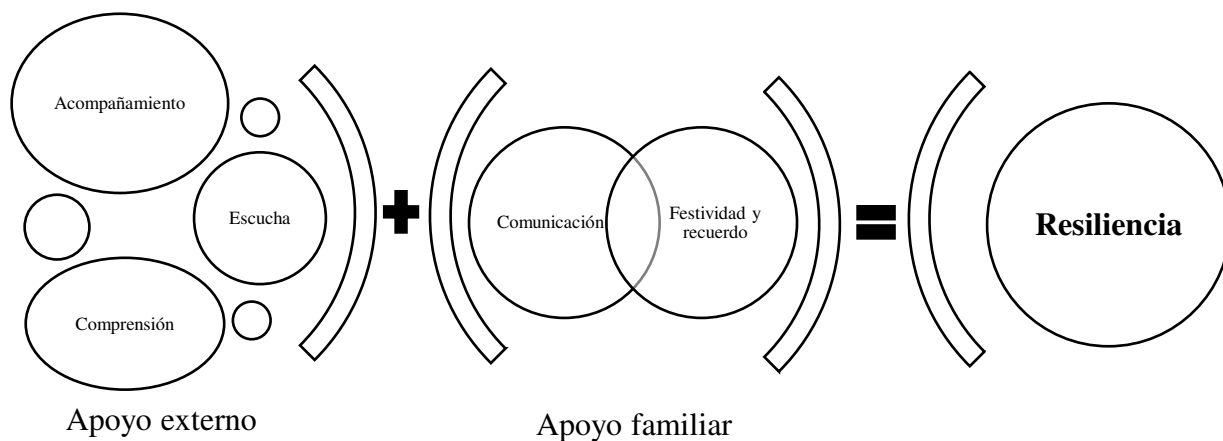 Acompañamiento
Escucha
Comprensión
Apoyo externo
Comunicación
Festividad y
recuerdo
Apoyo familiar
Resiliencia